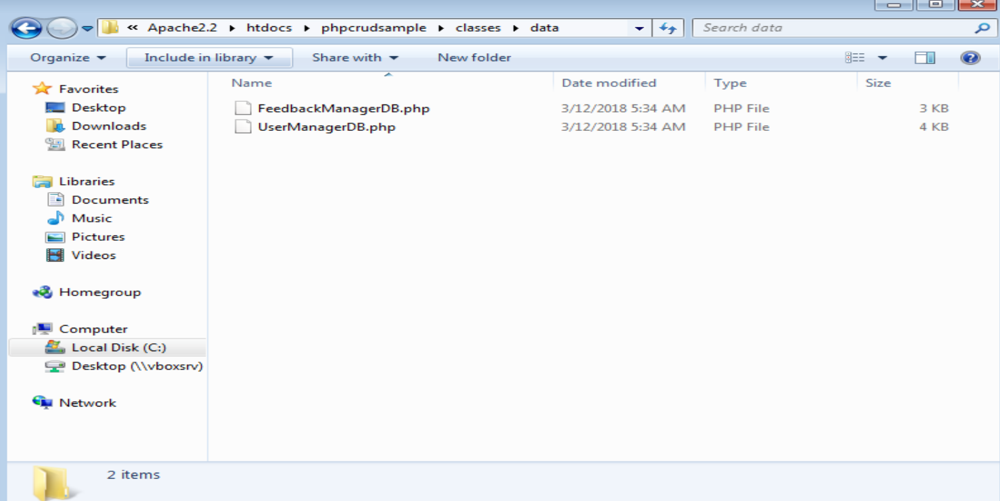 « Apache2.2 htdocs phpcrudsample classes data Search data
Organize Include in library Share with New folder
Favorites
Desktop
Downloads
Recent Places
Libraries
Documents
Music
Pictures
Videos
Homegroup
Computer
Local Disk (C:)
Desktop (\\vboxsrv)
Network
Name Date modified Type Size
FeedbackManagerDB.php 3/12/2018 5:34 AM PHP File 3 KB
UserManagerDB.php 3/12/2018 5:34 AM PHP File 4 KB
2 items